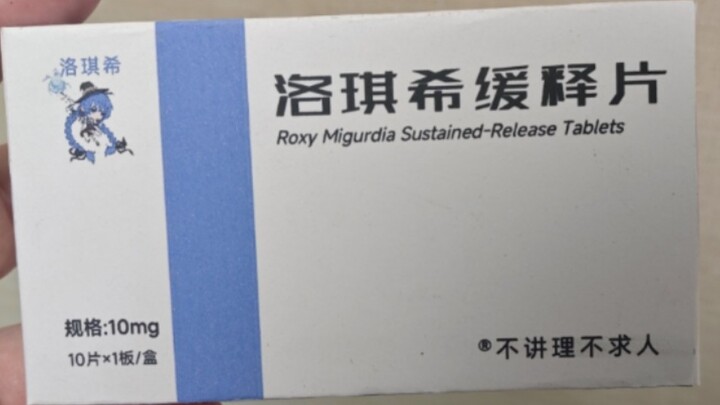 洛琪希
洛琪希缓释片
Roxy Migurdia Sustained-Release Tablets
规格:10mg
10片×1板/盒
®不讲理不求人